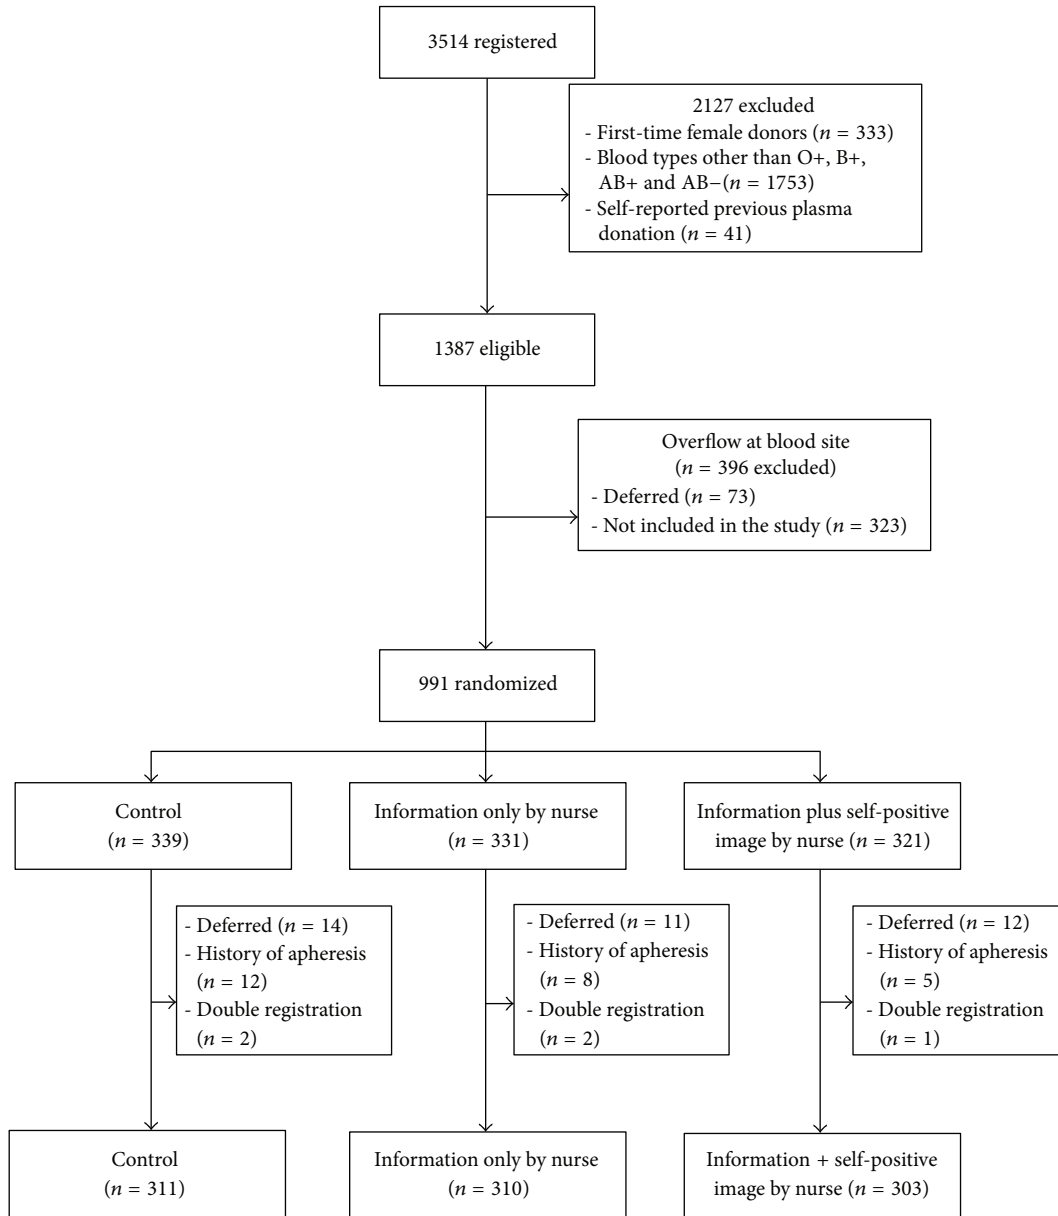 3514 registered
2127 excluded
- First-time female donors (n = 333)
- Blood types other than O+, B+,
AB+ and AB−(n = 1753)
- Self-reported previous plasma
donation (n = 41)
1387 eligible
Overflow at blood site
(n = 396 excluded)
- Deferred (n = 73)
- Not included in the study (n = 323)
991 randomized
Control
(n = 339)
Information only by nurse
(n = 331)
Information plus self-positive
image by nurse (n = 321)
- Deferred (n = 14)
- History of apheresis
(n = 12)
- Double registration
(n = 2)
- Deferred (n = 11)
- History of apheresis
(n = 8)
- Double registration
(n = 2)
- Deferred (n = 12)
- History of apheresis
(n = 5)
- Double registration
(n = 1)
Control
(n = 311)
Information only by nurse
(n = 310)
Information + self-positive
image by nurse (n = 303)